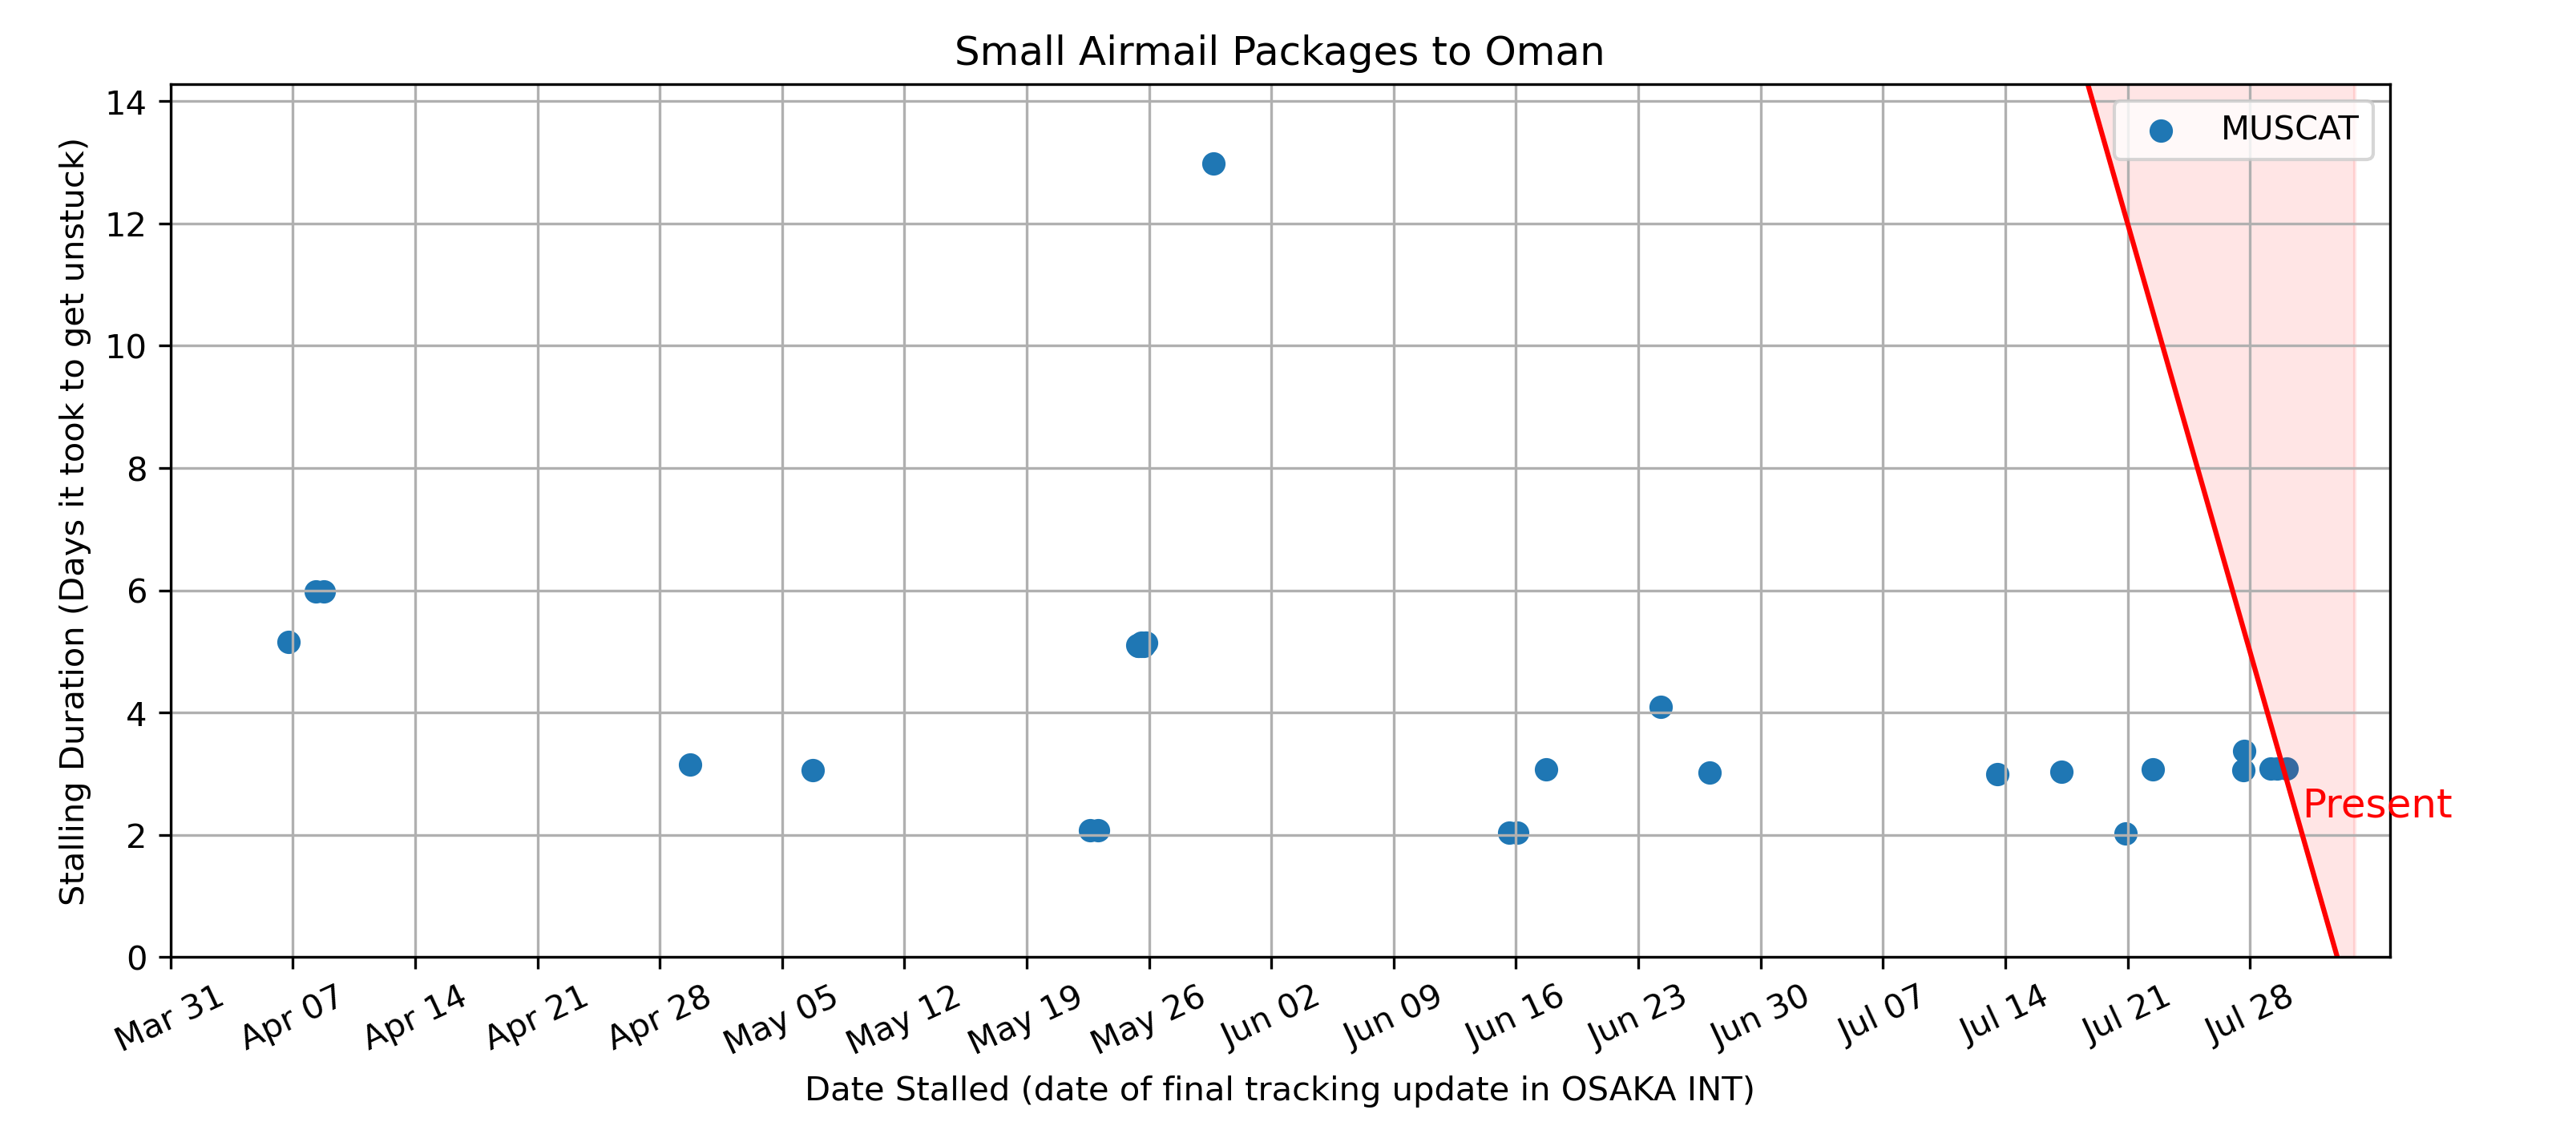 Small Airmail Packages to Oman
MUSCAT
Stalling Duration (Days it took to get unstuck)
14
12
10
8
6
4
2
0
Present
Mar 31 Apr 07 Apr 14 Apr 21 Apr 28 May 05 May 12 May 19 May 26 Jun 02 Jun 09 Jun 16 Jun 23 Jun 30 Jul 07 Jul 14 Jul 21 Jul 28
Date Stalled (date of final tracking update in OSAKA INT)